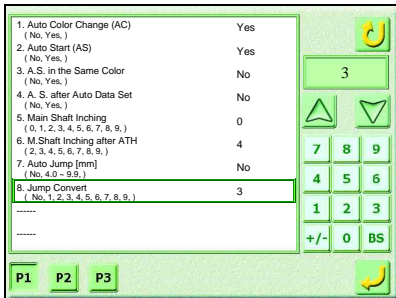 1. Auto Color Change (AC) Yes
( No, Yes, )
2. Auto Start (AS) Yes
( No, Yes, )
3. A.S. in the Same Color No
( No, Yes, )
4. A. S. after Auto Data Set No
( No, Yes, )
5. Main Shaft Inching 0
( 0, 1, 2, 3, 4, 5, 6, 7, 8, 9, )
6. M.Shaft Inching after ATH 4
( 2, 3, 4, 5, 6, 7, 8, 9, )
7. Auto Jump [mm] No
( No, 4.0 ~ 9.9, )
8. Jump Convert 3
( No, 1, 2, 3, 4, 5, 6, 7, 8, 9, )
------
------
3
7 8 9
4 5 6
1 2 3
+/- 0 BS
P1 P2 P3